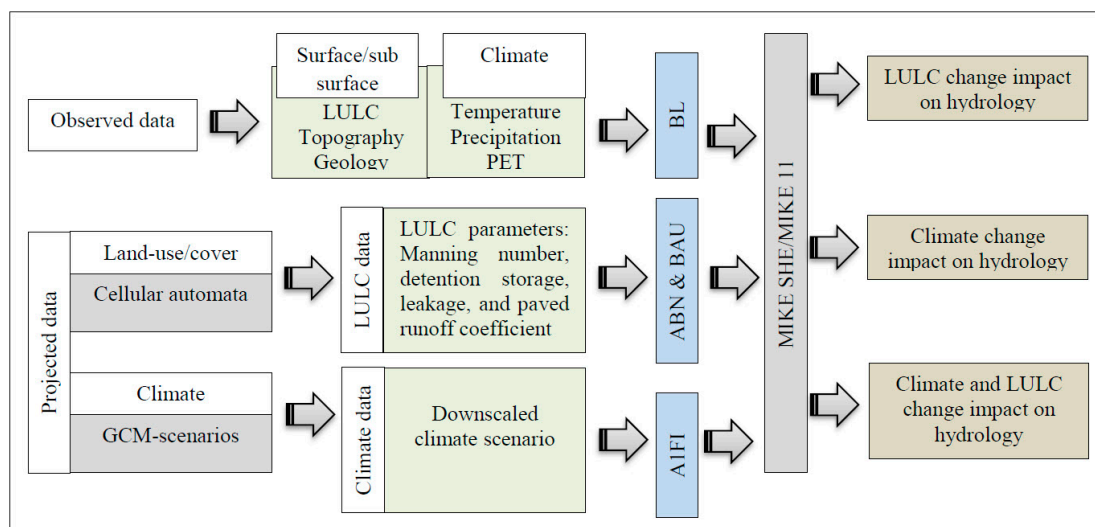 Observed data
Surface/sub
surface
LULC
Topography
Geology
Climate
Temperature
Precipitation
PET
BL
Projected data
Land-use/cover
Cellular automata
LULC data
LULC parameters:
Manning number,
detention storage,
leakage, and paved
runoff coefficient
ABN & BAU
Climate
GCM-scenarios
Climate data
Downscaled
climate scenario
A1FI
MIKE SHE/MIKE 11
LULC change impact
on hydrology
Climate change
impact on hydrology
Climate and LULC
change impact on
hydrology